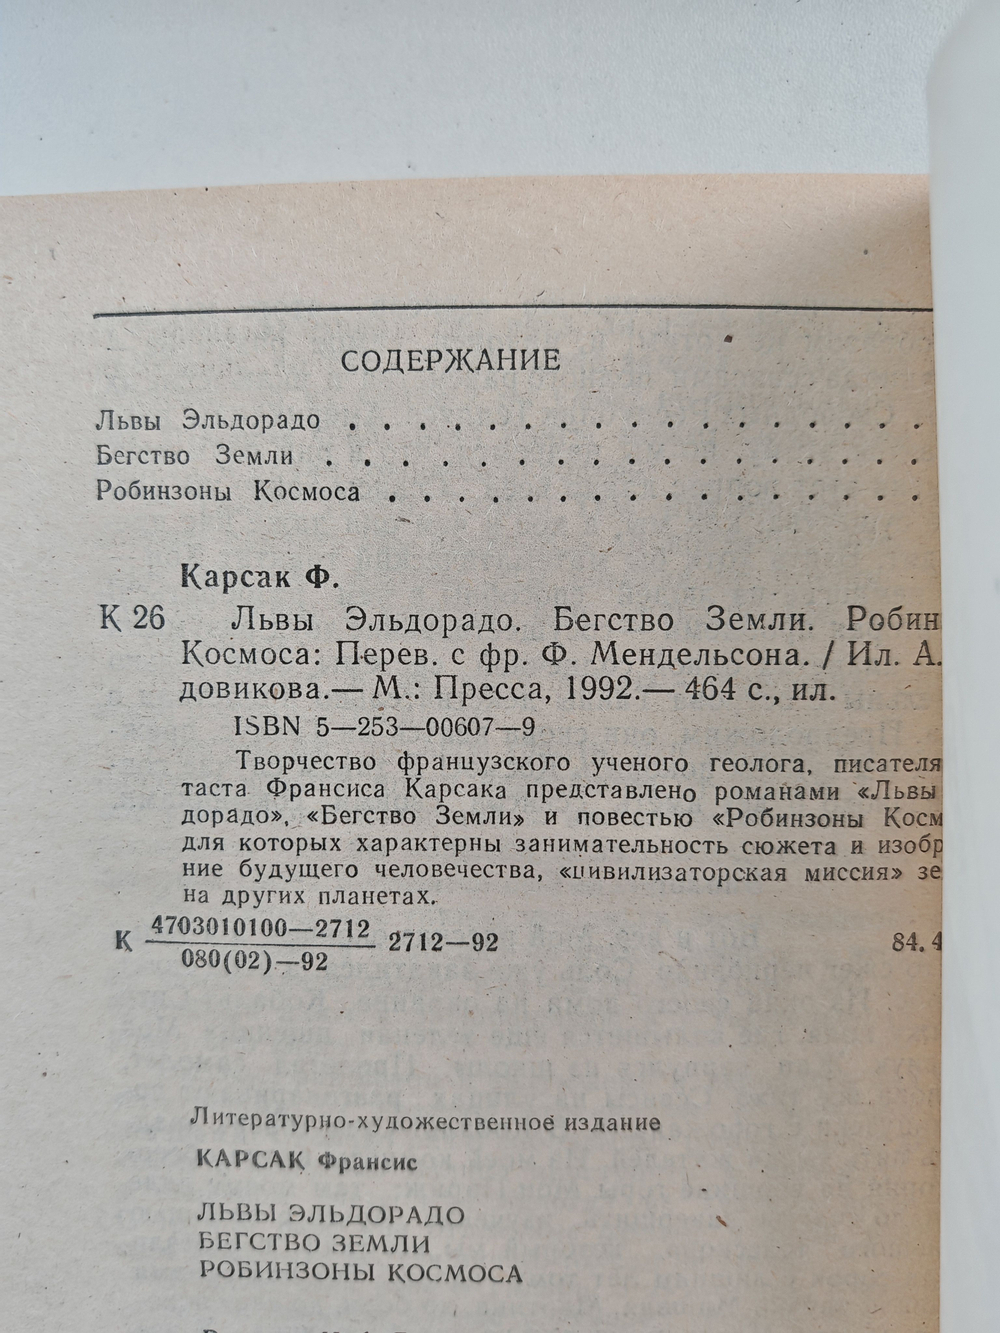 СОДЕРЖАНИЕ
Львы Эльдорадо . . . . . . . . . . . . . . . . .
Бегство Земли . . . . . . . . . . . . . . . . .
Робинзоны Космоса . . . . . . . . . . . . . . .
Карсак Ф.
К 26 Львы Эльдорадо. Бегство Земли. Робин
Космоса: Перев. с фр. Ф. Мендельсона. / Ил. А.
довикова.— М.: Пресса, 1992.— 464 с., ил.
ISBN 5—253—00607—9
Творчество французского ученого геолога, писателя
таста Франсиса Карсака представлено романами «Львы
дорадо», «Бегство Земли» и повестью «Робинзоны Косм
для которых характерны занимательность сюжета и изобр
ние будущего человечества, «цивилизаторская миссия» зе
на других планетах.
К 4703010100—2712 2712—92 84.4
080(02)—92
Литературно-художественное издание
КАРСАК Франсис
ЛЬВЫ ЭЛЬДОРАДО
БЕГСТВО ЗЕМЛИ
РОБИНЗОНЫ КОСМОСА